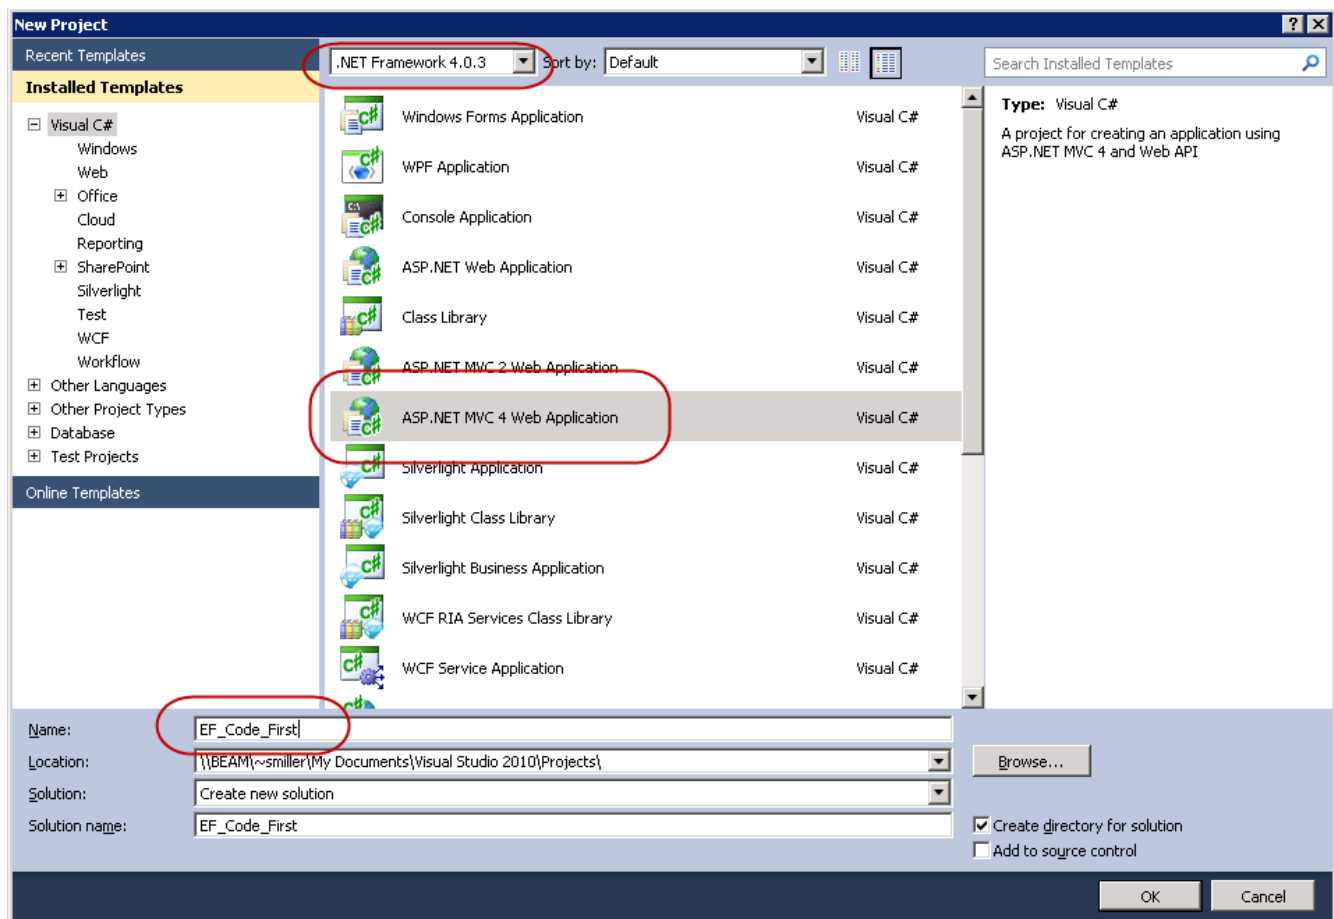 New Project
Recent Templates
Installed Templates
Visual C#
Windows
Web
Office
Cloud
Reporting
SharePoint
Silverlight
Test
WCF
Workflow
Other Languages
Other Project Types
Database
Test Projects
Online Templates
.NET Framework 4.0.3 Sort by: Default
Windows Forms Application Visual C#
WPF Application Visual C#
Console Application Visual C#
ASP.NET Web Application Visual C#
Class Library Visual C#
ASP.NET MVC 2 Web Application Visual C#
ASP.NET MVC 4 Web Application Visual C#
Silverlight Application Visual C#
Silverlight Class Library Visual C#
Silverlight Business Application Visual C#
WCF RIA Services Class Library Visual C#
WCF Service Application Visual C#
Search Installed Templates
Type: Visual C#
A project for creating an application using
ASP.NET MVC 4 and Web API
Name: EF_Code_First
Location: \\BEAM\~smiller\My Documents\Visual Studio 2010\Projects\ Browse...
Solution: Create new solution
Solution name: EF_Code_First
Create directory for solution
Add to source control
OK Cancel